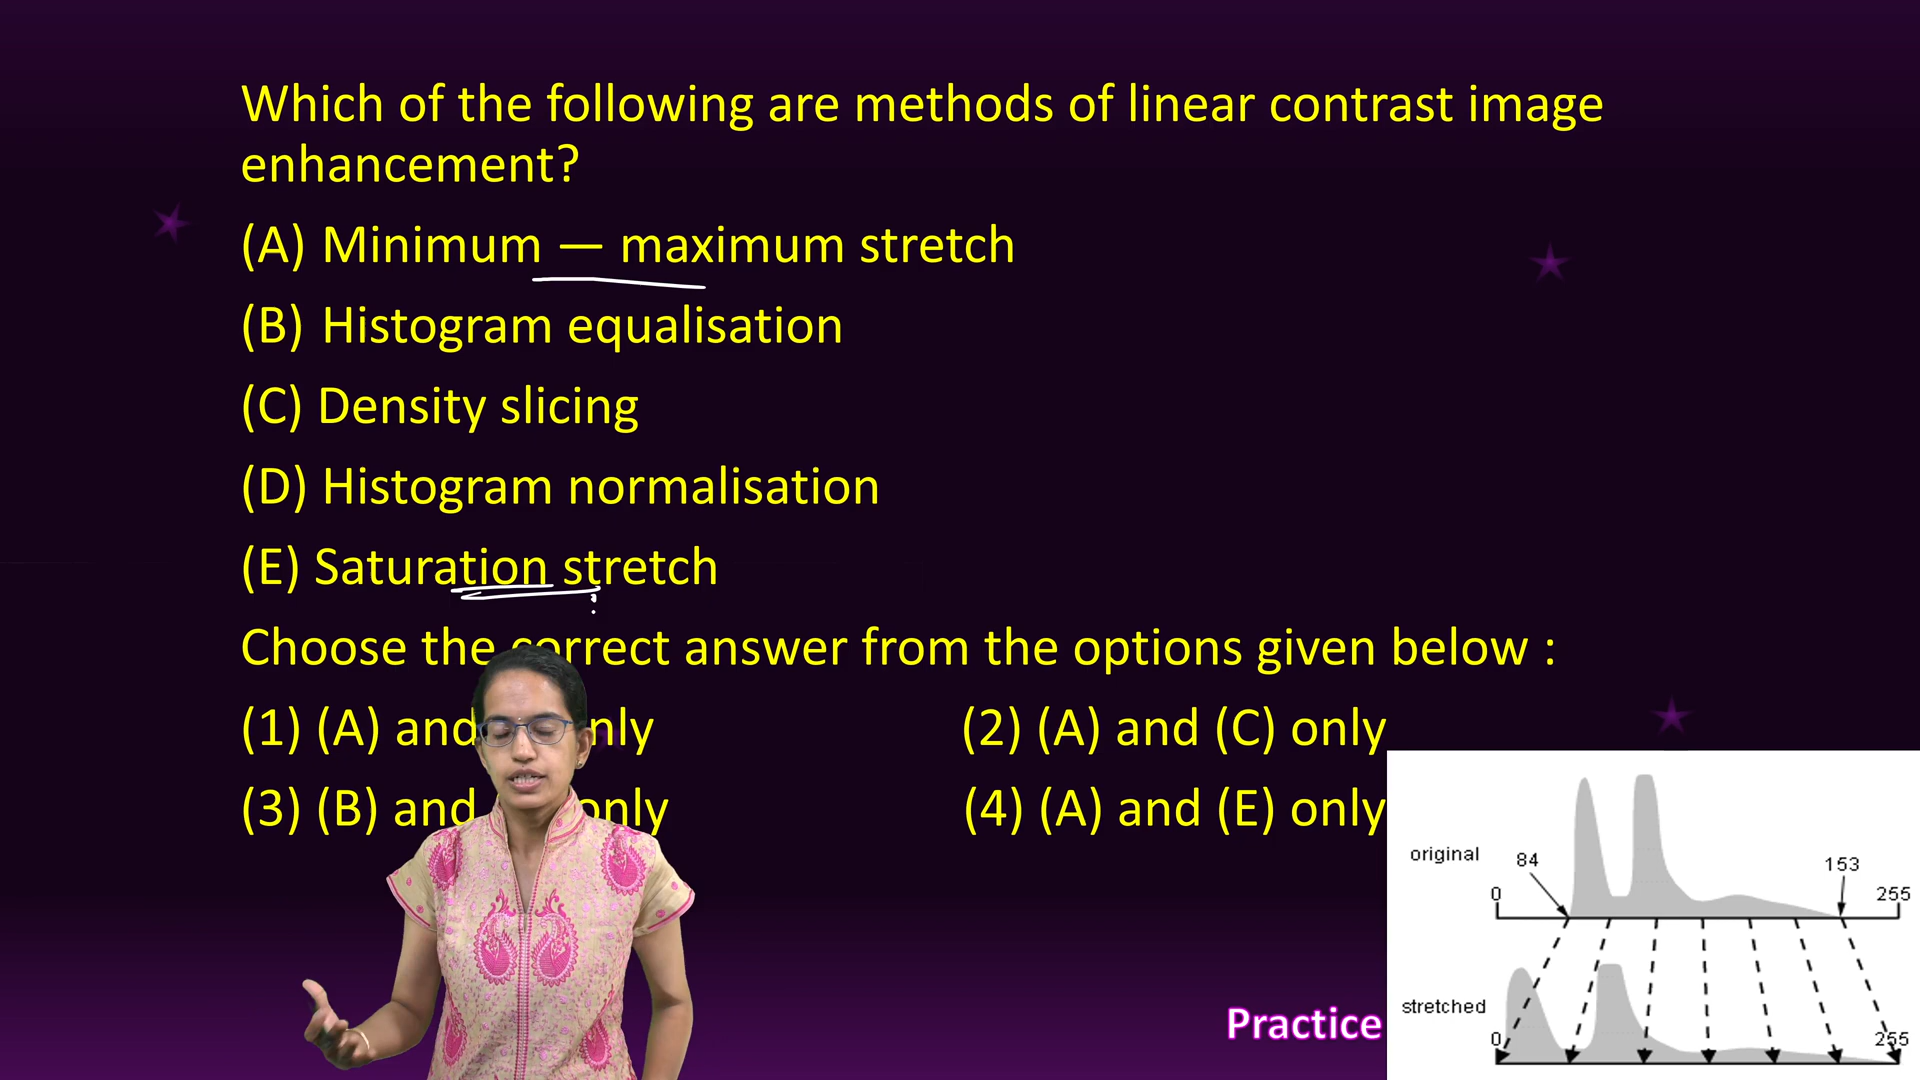 Which of the following are methods of linear contrast image
enhancement?
(A) Minimum — maximum stretch
(B) Histogram equalisation
(C) Density slicing
(D) Histogram normalisation
(E) Saturation stretch
Choose the correct answer from the options given below :
(1) (A) and only
(2) (A) and (C) only
(3) (B) and only
(4) (A) and (E) only
original
84
153
0
255
stretched
0
255
Practice